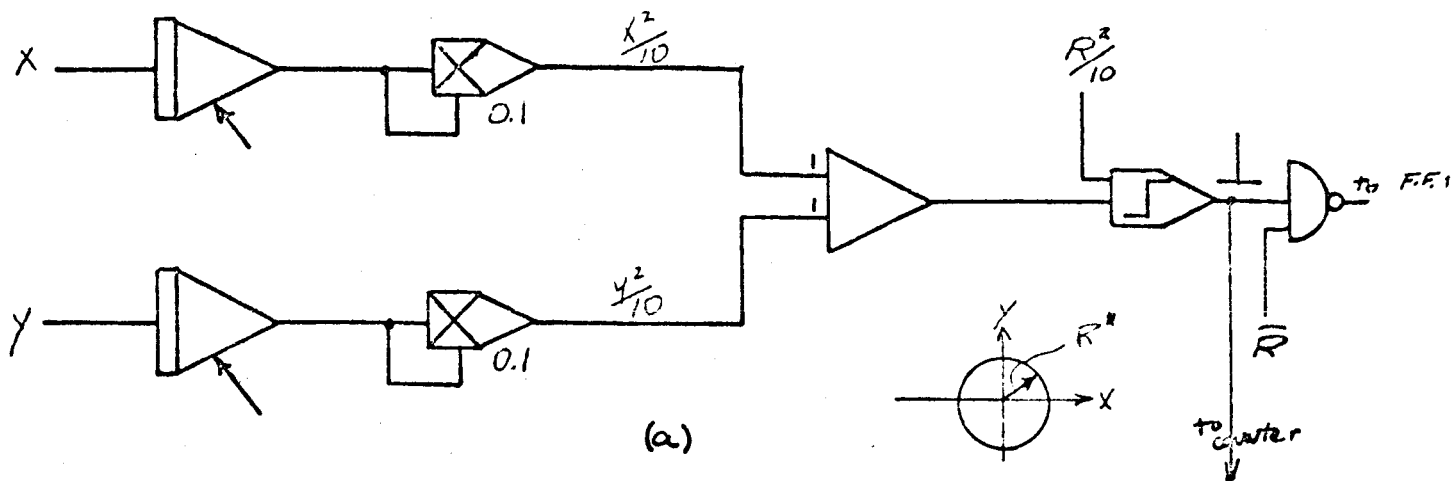 X
0.1
X²/10
y
0.1
y²/10
1
1
R²/10
to F.F.1
R̅
to counter
Y
R*
X
(a)